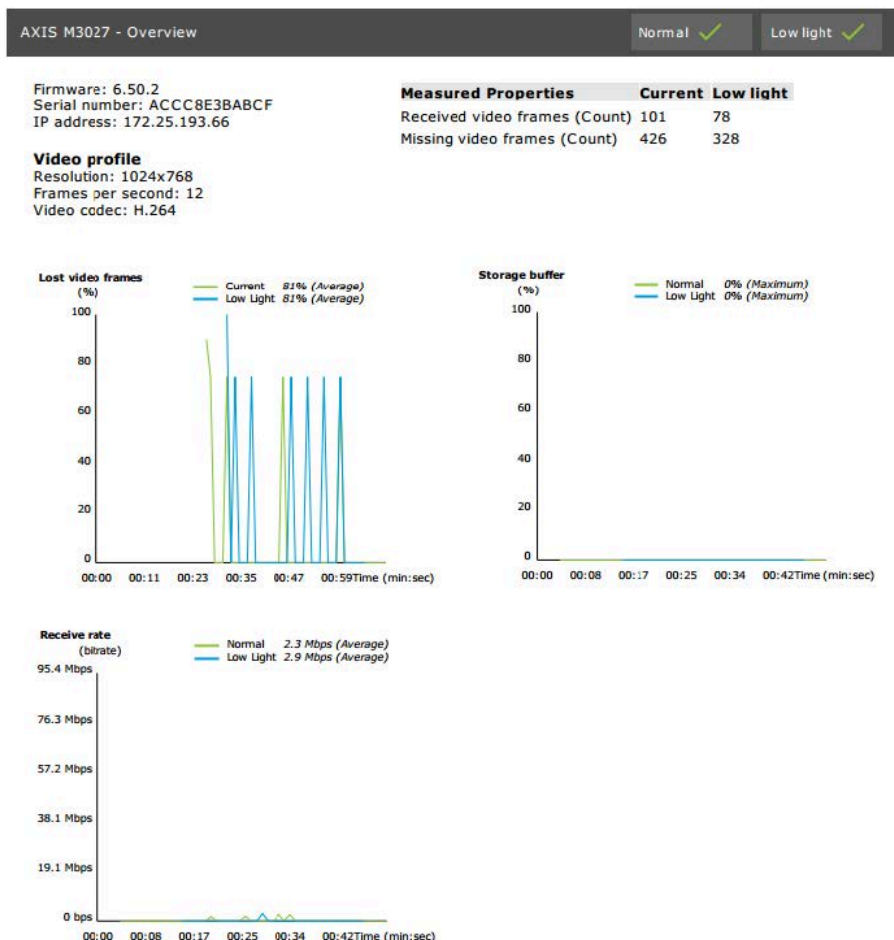 AXIS M3027 - Overview
Normal
Low light
Firmware: 6.50.2
Serial number: ACCC8E3BABCF
IP address: 172.25.193.66
Video profile
Resolution: 1024x768
Frames per second: 12
Video codec: H.264
Measured Properties Current Low light
Received video frames (Count) 101 78
Missing video frames (Count) 426 328
Lost video frames
(%)
Current 81% (Average)
Low Light 81% (Average)
100
80
60
40
20
0
00:00 00:11 00:23 00:35 00:47 00:59Time (min:sec)
Storage buffer
(%)
Normal 0% (Maximum)
Low Light 0% (Maximum)
100
80
60
40
20
0
00:00 00:08 00:17 00:25 00:34 00:42Time (min:sec)
Receive rate
(bitrate)
Normal 2.3 Mbps (Average)
Low Light 2.9 Mbps (Average)
95.4 Mbps
76.3 Mbps
57.2 Mbps
38.1 Mbps
19.1 Mbps
0 bps
00:00 00:08 00:17 00:25 00:34 00:42Time (min:sec)